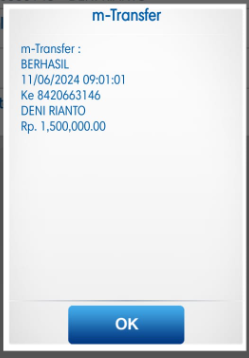 m-Transfer
m-Transfer :
BERHASIL
11/06/2024 09:01:01
Ke 8420663146
DENI RIANTO
Rp. 1,500,000.00
OK